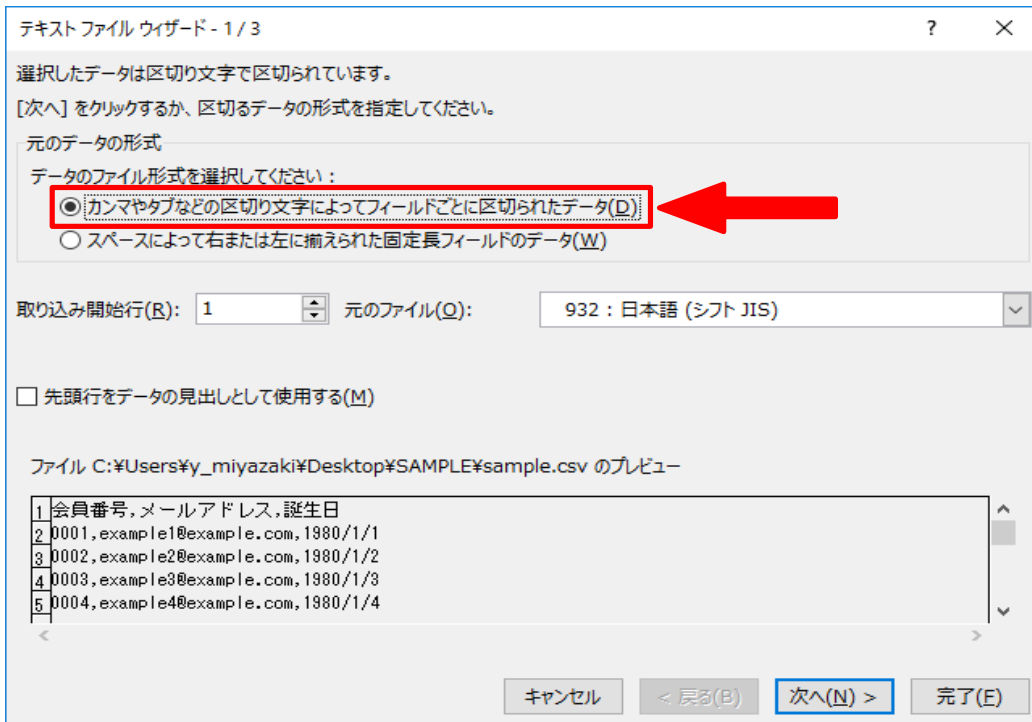 テキスト ファイル ウィザード - 1 / 3 ? ×
選択したデータは区切り文字で区切られています。
[次へ] をクリックするか、区切るデータの形式を指定してください。
元のデータの形式
データのファイル形式を選択してください：
カンマやタブなどの区切り文字によってフィールドごとに区切られたデータ(D)
スペースによって右または左に揃えられた固定長フィールドのデータ(W)
取り込み開始行(R): 1 元のファイル(O): 932 : 日本語 (シフト JIS)
先頭行をデータの見出しとして使用する(M)
ファイル C:¥Users¥y_miyazaki¥Desktop¥SAMPLE¥sample.csv のプレビュー
1 会員番号,メールアドレス,誕生日
2 0001,example1@example.com,1980/1/1
3 0002,example2@example.com,1980/1/2
4 0003,example3@example.com,1980/1/3
5 0004,example4@example.com,1980/1/4
キャンセル < 戻る(B) 次へ(N) > 完了(F)